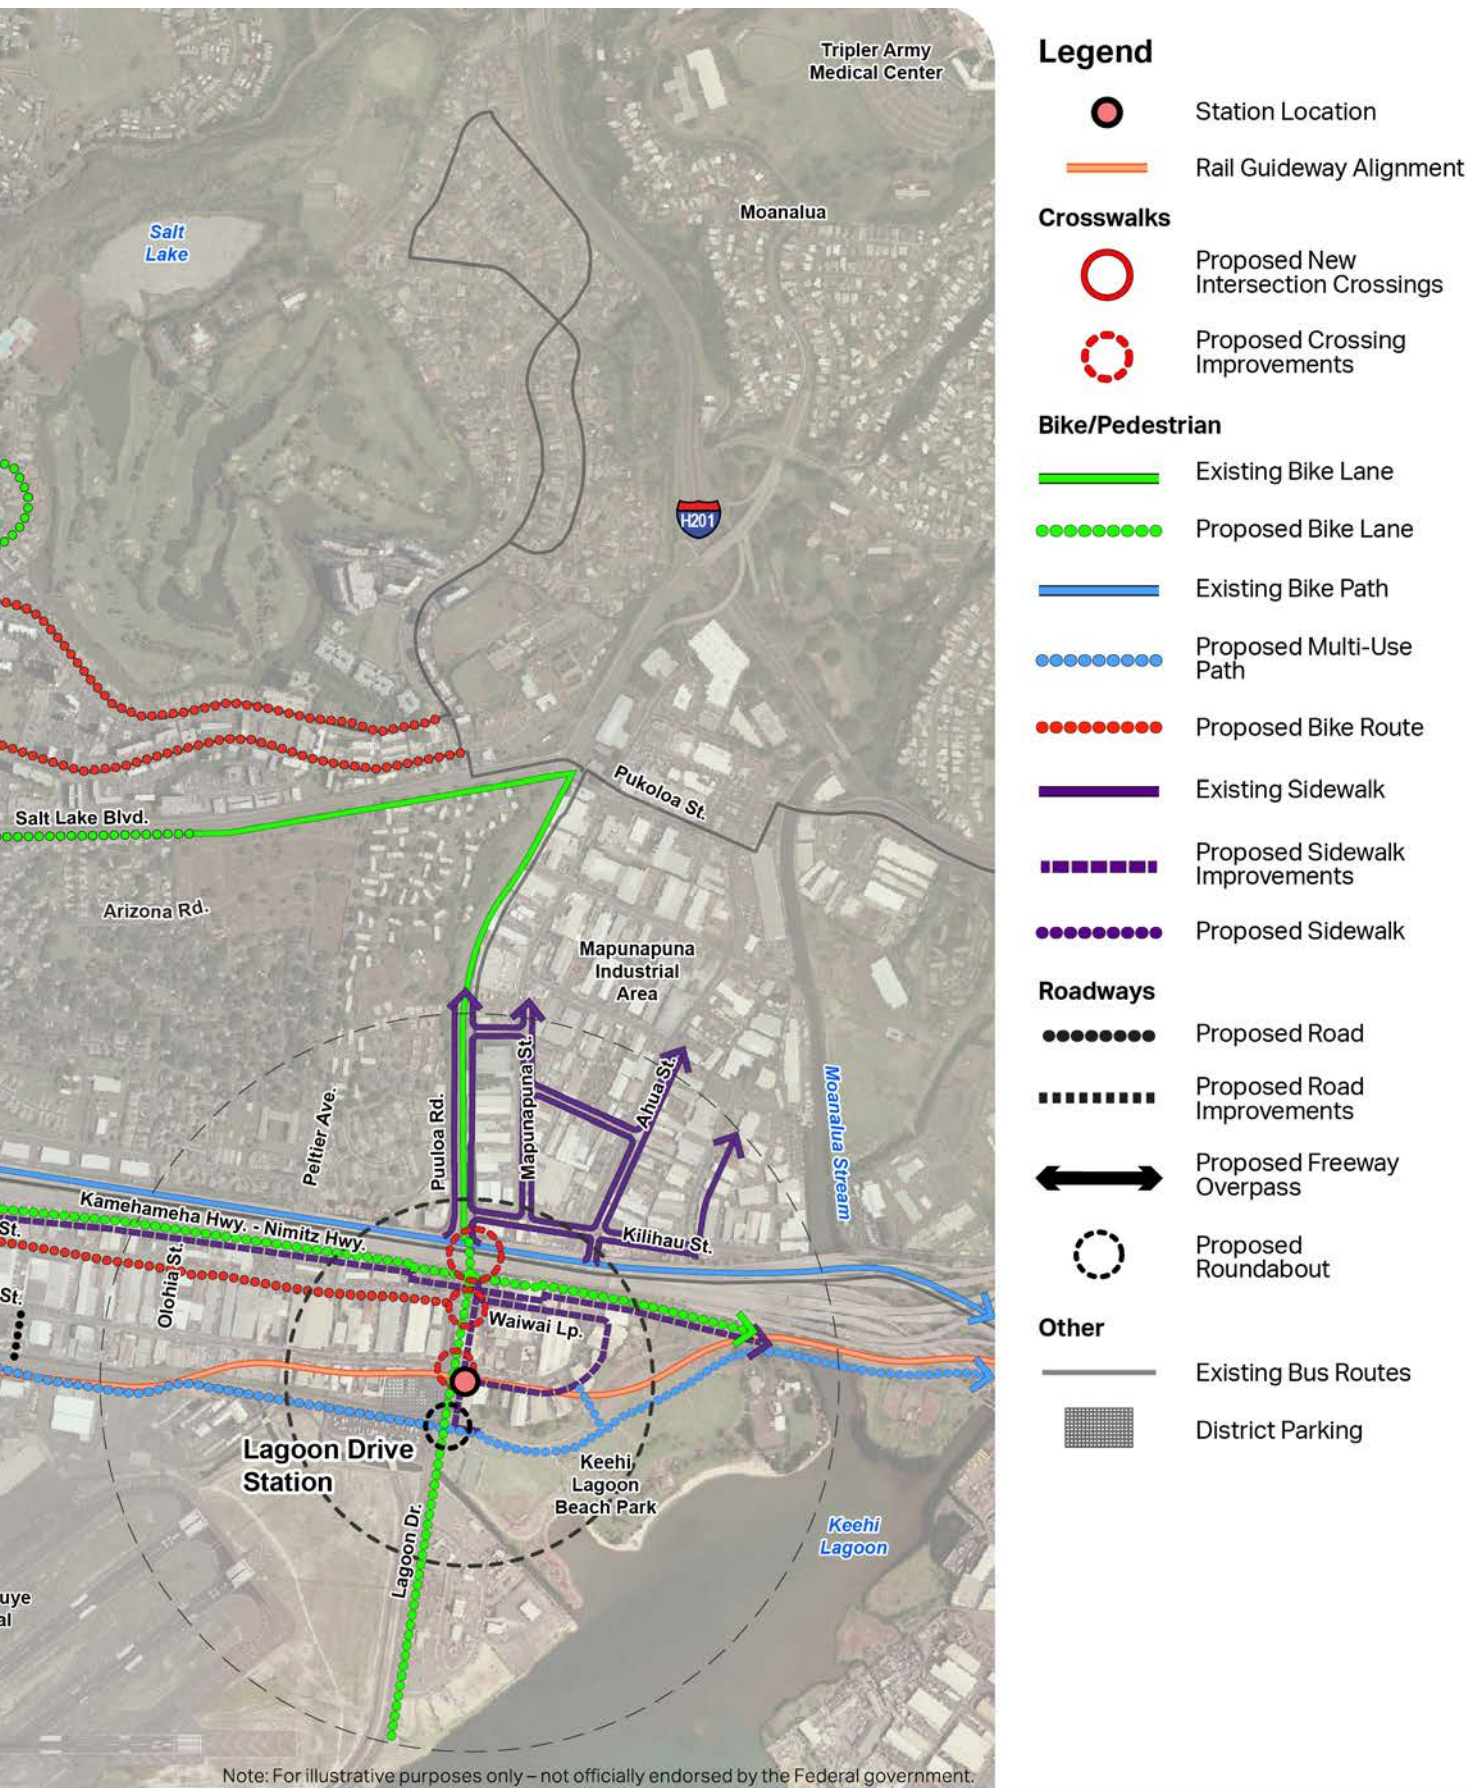 Tripler Army
Medical Center
Salt
Lake
Moanalua
H201
Pukoloa St.
Salt Lake Blvd.
Arizona Rd.
Mapunapuna
Industrial
Area
Peltier Ave.
Puuloa Rd.
Mapunapuna St.
Ahua St.
Moanalua Stream
Kamehameha Hwy. - Nimitz Hwy.
St.
Kilihau St.
Olohia St.
St.
Waiwai Lp.
Lagoon Drive
Station
Keehi
Lagoon
Beach Park
Lagoon Dr.
Keehi
Lagoon
uye
al
Note: For illustrative purposes only – not officially endorsed by the Federal government.
Legend
Station Location
Rail Guideway Alignment
Crosswalks
Proposed New
Intersection Crossings
Proposed Crossing
Improvements
Bike/Pedestrian
Existing Bike Lane
Proposed Bike Lane
Existing Bike Path
Proposed Multi-Use
Path
Proposed Bike Route
Existing Sidewalk
Proposed Sidewalk
Improvements
Proposed Sidewalk
Roadways
Proposed Road
Proposed Road
Improvements
Proposed Freeway
Overpass
Proposed
Roundabout
Other
Existing Bus Routes
District Parking